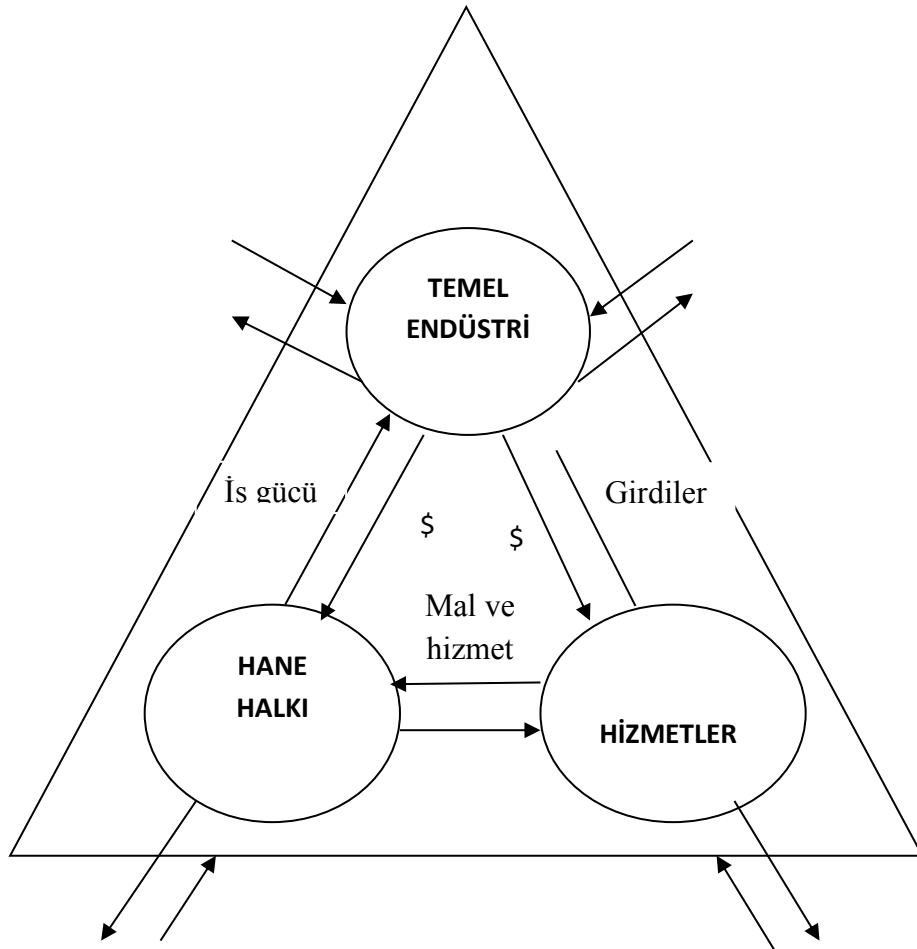 TEMEL
ENDÜSTRİ
İş gücü
Girdiler
$
$
Mal ve
hizmet
HANE
HALKI
HİZMETLER